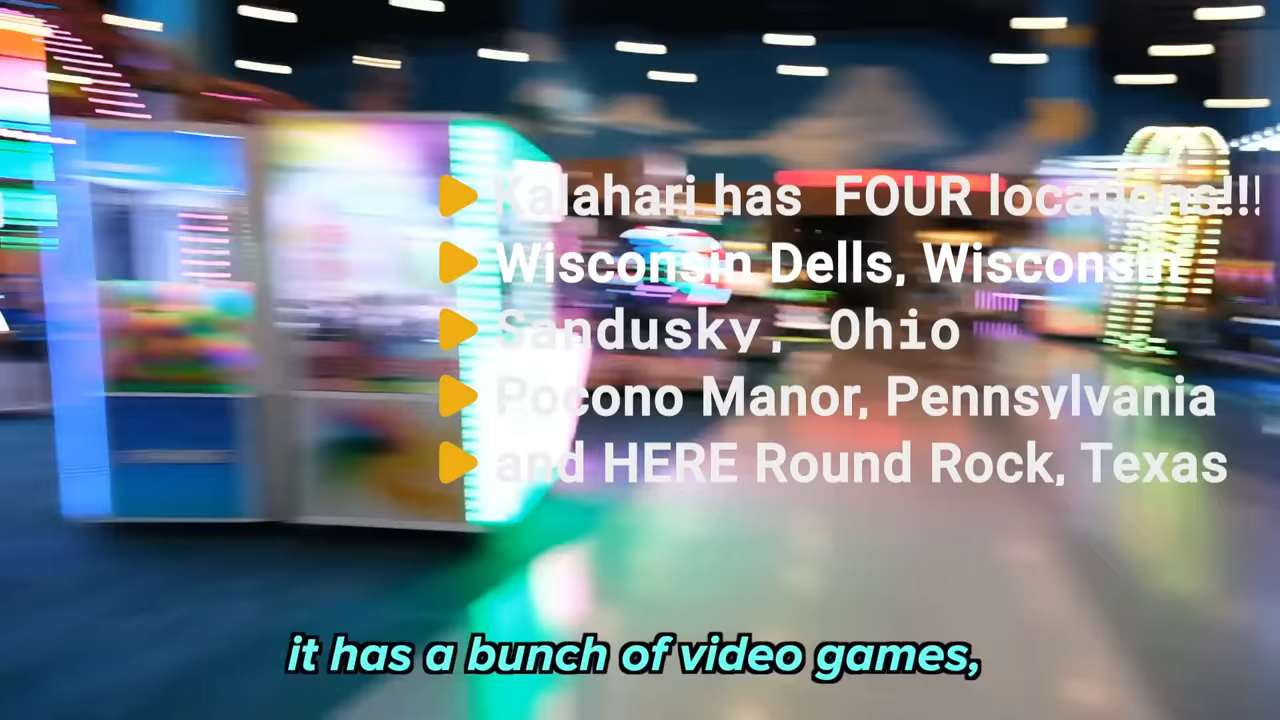 Kalahari has FOUR locations!!!
Wisconsin Dells, Wisconsin
Sandusky, Ohio
Pocono Manor, Pennsylvania
and HERE Round Rock, Texas
it has a bunch of video games,